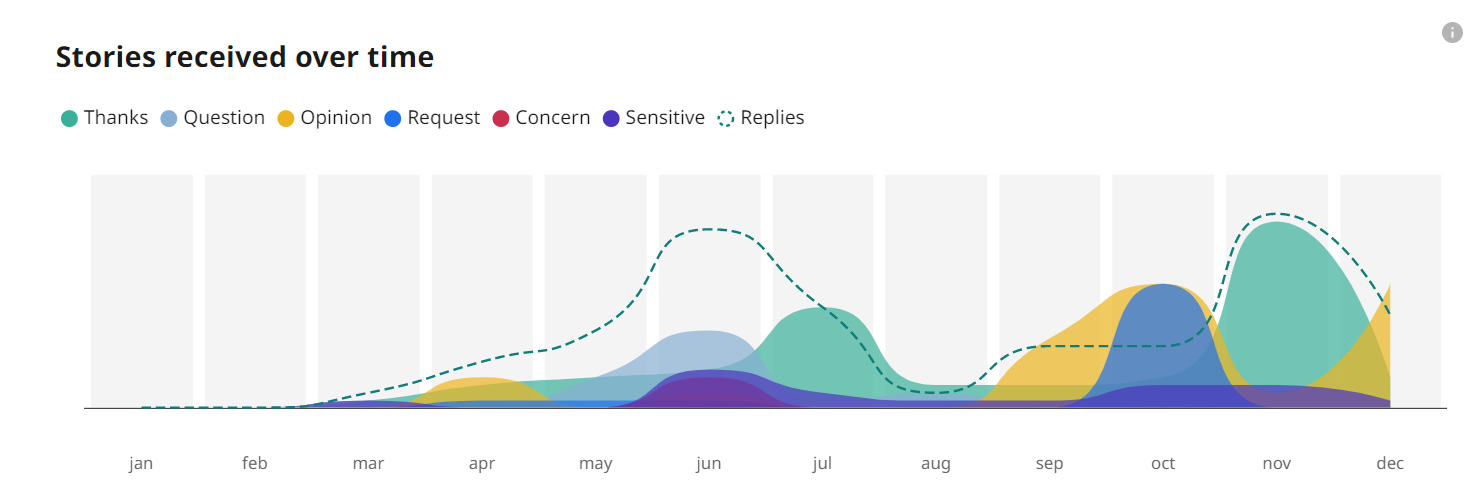 Stories received over time
Thanks Question Opinion Request Concern Sensitive Replies
jan feb mar apr may jun jul aug sep oct nov dec